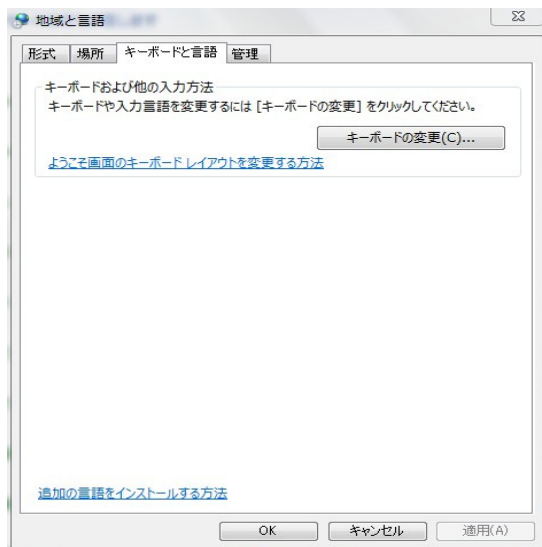 地域と言語
形式 場所 キーボードと言語 管理
キーボードおよび他の入力方法
キーボードや入力言語を変更するには [キーボードの変更] をクリックしてください。
キーボードの変更(C)...
ようこそ画面のキーボード レイアウトを変更する方法
追加の言語をインストールする方法
OK キャンセル 適用(A)